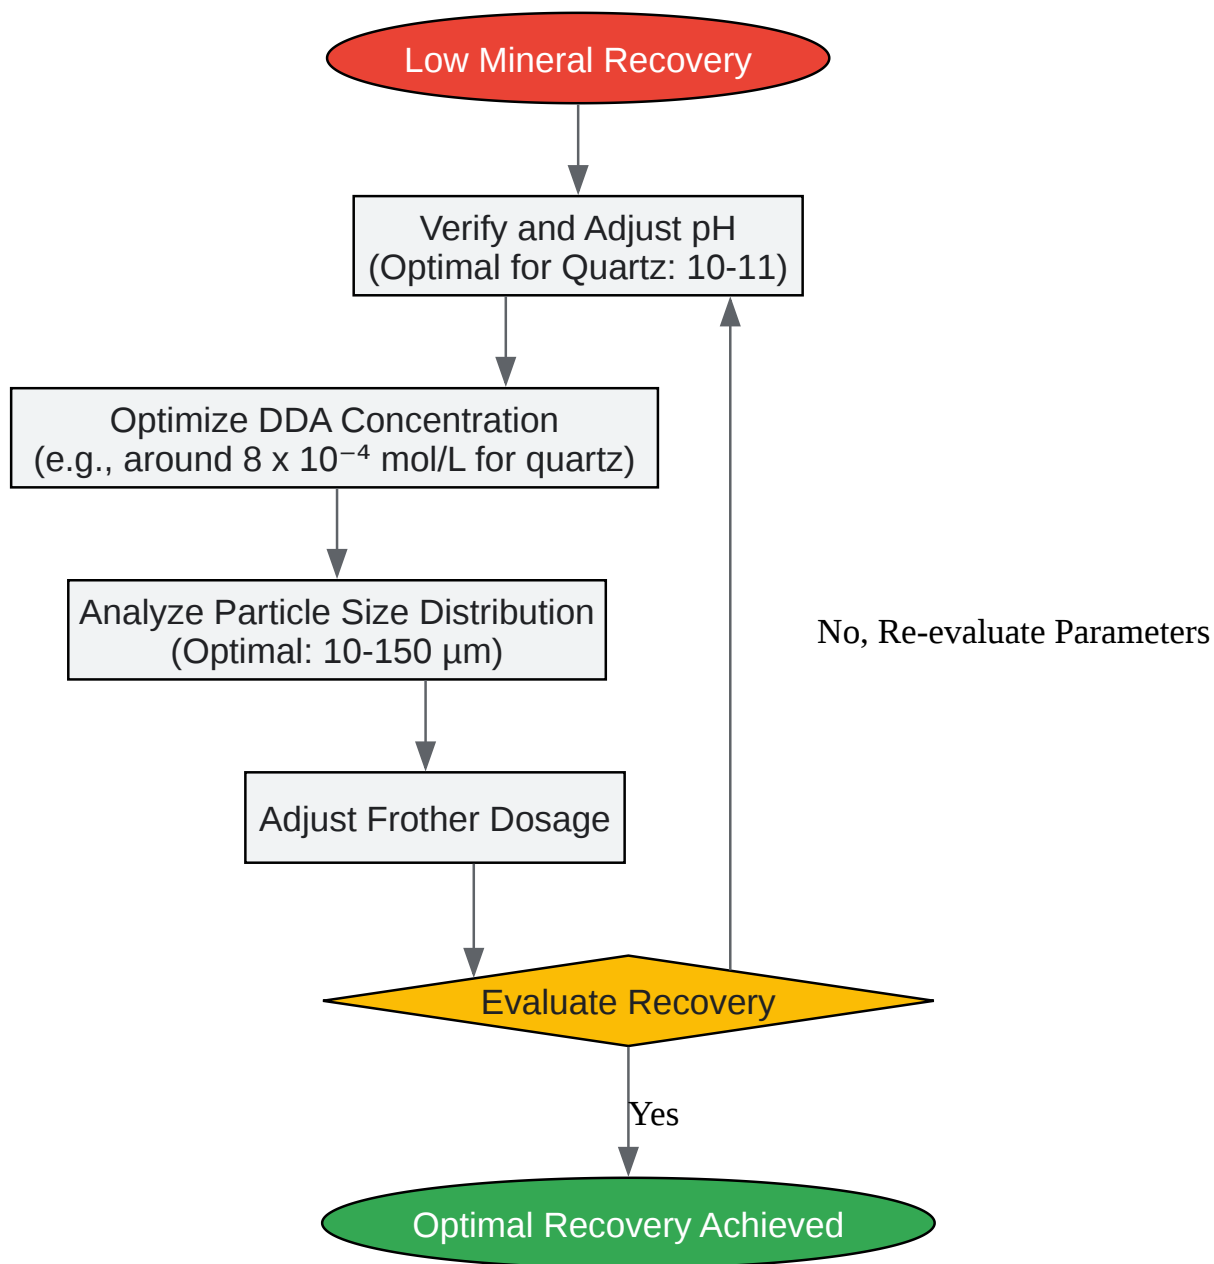 Low Mineral Recovery
Verify and Adjust pH
(Optimal for Quartz: 10-11)
Optimize DDA Concentration
(e.g., around 8 x 10⁻⁴ mol/L for quartz)
Analyze Particle Size Distribution
(Optimal: 10-150 µm)
No, Re-evaluate Parameters
Adjust Frother Dosage
Evaluate Recovery
Yes
Optimal Recovery Achieved